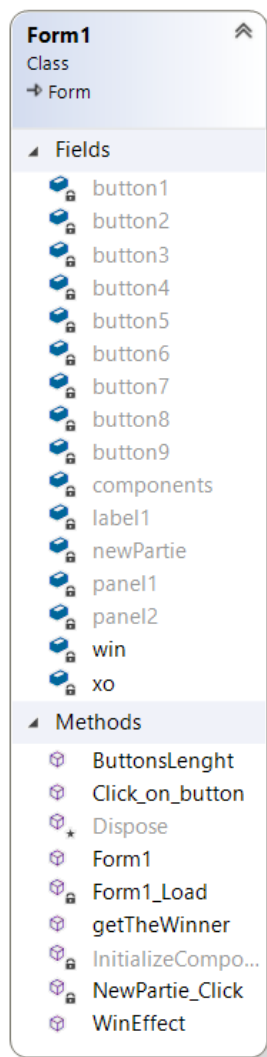 Form1
Class
Form
Fields
button1
button2
button3
button4
button5
button6
button7
button8
button9
components
label1
newPartie
panel1
panel2
win
xo
Methods
ButtonsLenght
Click_on_button
Dispose
Form1
Form1_Load
getTheWinner
InitializeCompo...
NewPartie_Click
WinEffect